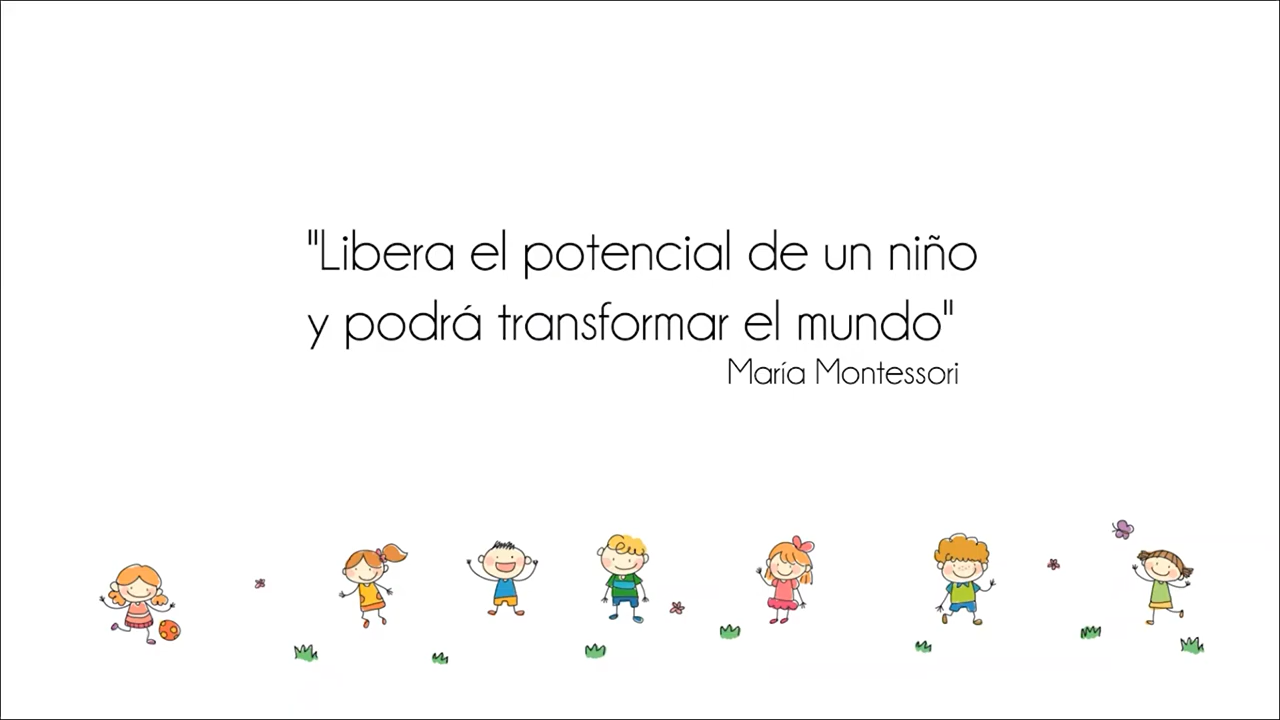 "Libera el potencial de un niño
y podrá transformar el mundo"
María Montessori